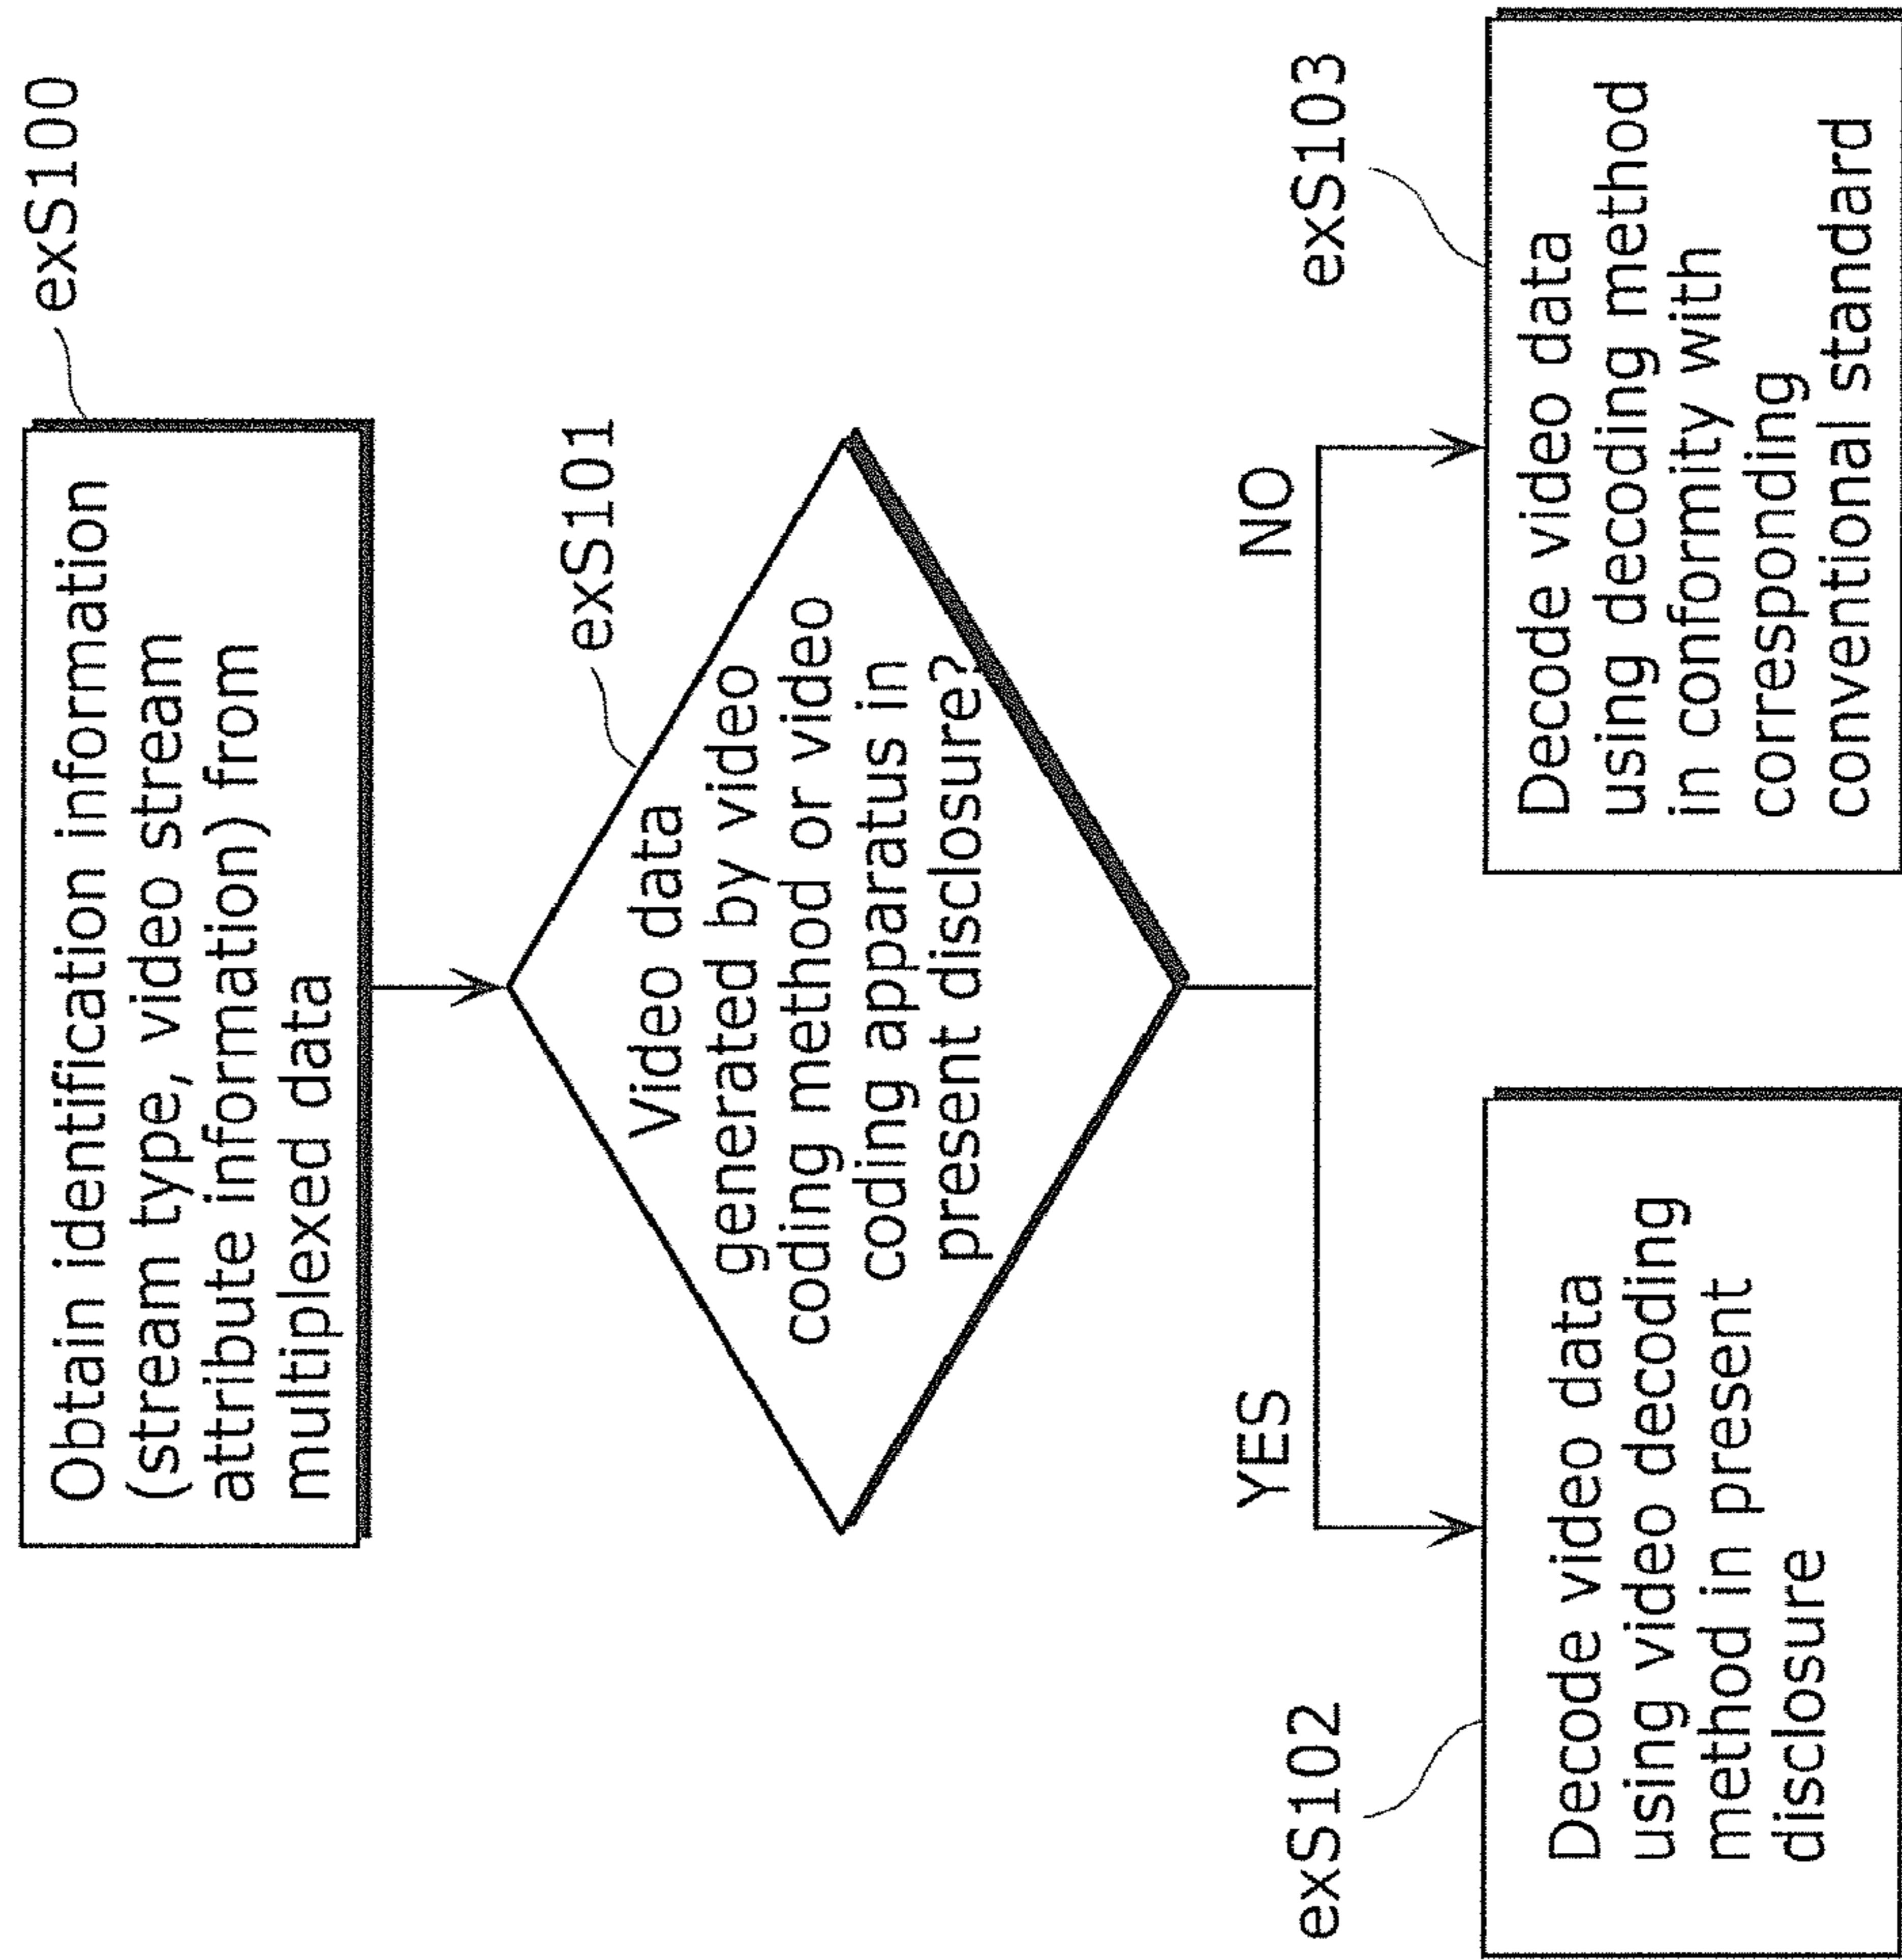 exS100
Obtain identification information
(stream type, video stream
attribute information) from
multiplexed data
exS101
Video data
generated by video
coding method or video
coding apparatus in
present disclosure?
YES
NO
exS102
Decode video data
using video decoding
method in present
disclosure
exS103
Decode video data
using decoding method
in conformity with
corresponding
conventional standard